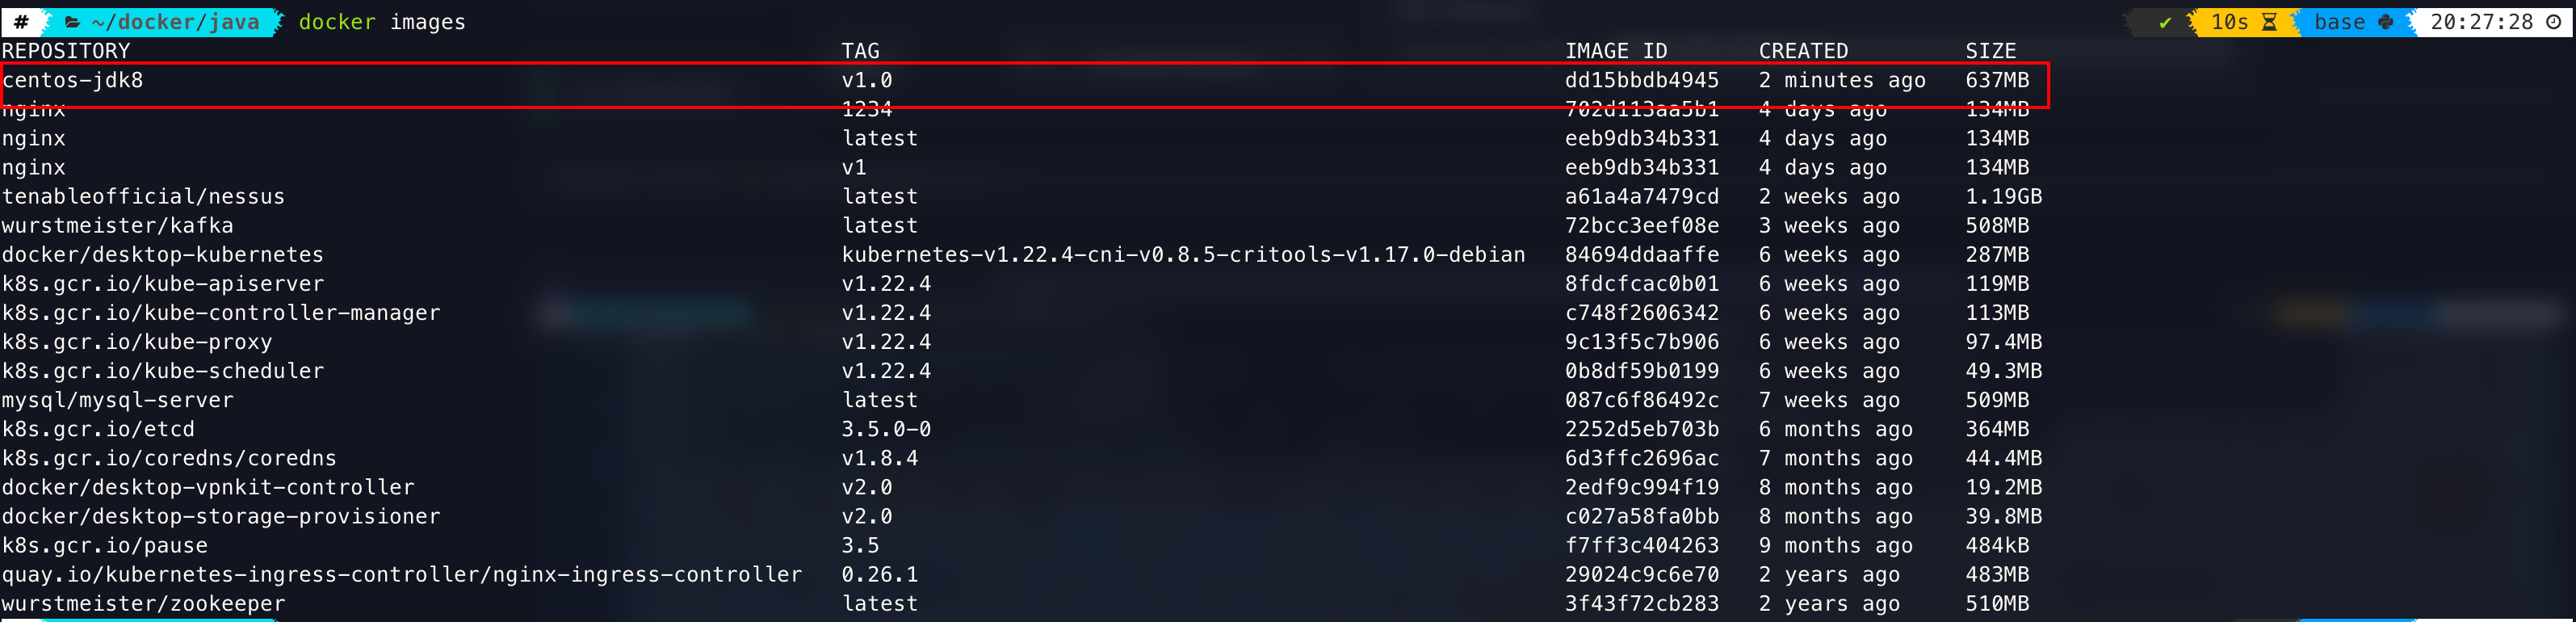 # ~/docker/java docker images ✔ 10s base 20:27:28
REPOSITORY TAG IMAGE ID CREATED SIZE
centos-jdk8 v1.0 dd15bbdb4945 2 minutes ago 637MB
nginx 1234 702d113aa5b1 4 days ago 134MB
nginx latest eeb9db34b331 4 days ago 134MB
nginx v1 eeb9db34b331 4 days ago 134MB
tenableofficial/nessus latest a61a4a7479cd 2 weeks ago 1.19GB
wurstmeister/kafka latest 72bcc3eef08e 3 weeks ago 508MB
docker/desktop-kubernetes kubernetes-v1.22.4-cni-v0.8.5-critools-v1.17.0-debian 84694ddaaffe 6 weeks ago 287MB
k8s.gcr.io/kube-apiserver v1.22.4 8fdcfcac0b01 6 weeks ago 119MB
k8s.gcr.io/kube-controller-manager v1.22.4 c748f2606342 6 weeks ago 113MB
k8s.gcr.io/kube-proxy v1.22.4 9c13f5c7b906 6 weeks ago 97.4MB
k8s.gcr.io/kube-scheduler v1.22.4 0b8df59b0199 6 weeks ago 49.3MB
mysql/mysql-server latest 087c6f86492c 7 weeks ago 509MB
k8s.gcr.io/etcd 3.5.0-0 2252d5eb703b 6 months ago 364MB
k8s.gcr.io/coredns/coredns v1.8.4 6d3ffc2696ac 7 months ago 44.4MB
docker/desktop-vpnkit-controller v2.0 2edf9c994f19 8 months ago 19.2MB
docker/desktop-storage-provisioner v2.0 c027a58fa0bb 8 months ago 39.8MB
k8s.gcr.io/pause 3.5 f7ff3c404263 9 months ago 484kB
quay.io/kubernetes-ingress-controller/nginx-ingress-controller 0.26.1 29024c9c6e70 2 years ago 483MB
wurstmeister/zookeeper latest 3f43f72cb283 2 years ago 510MB